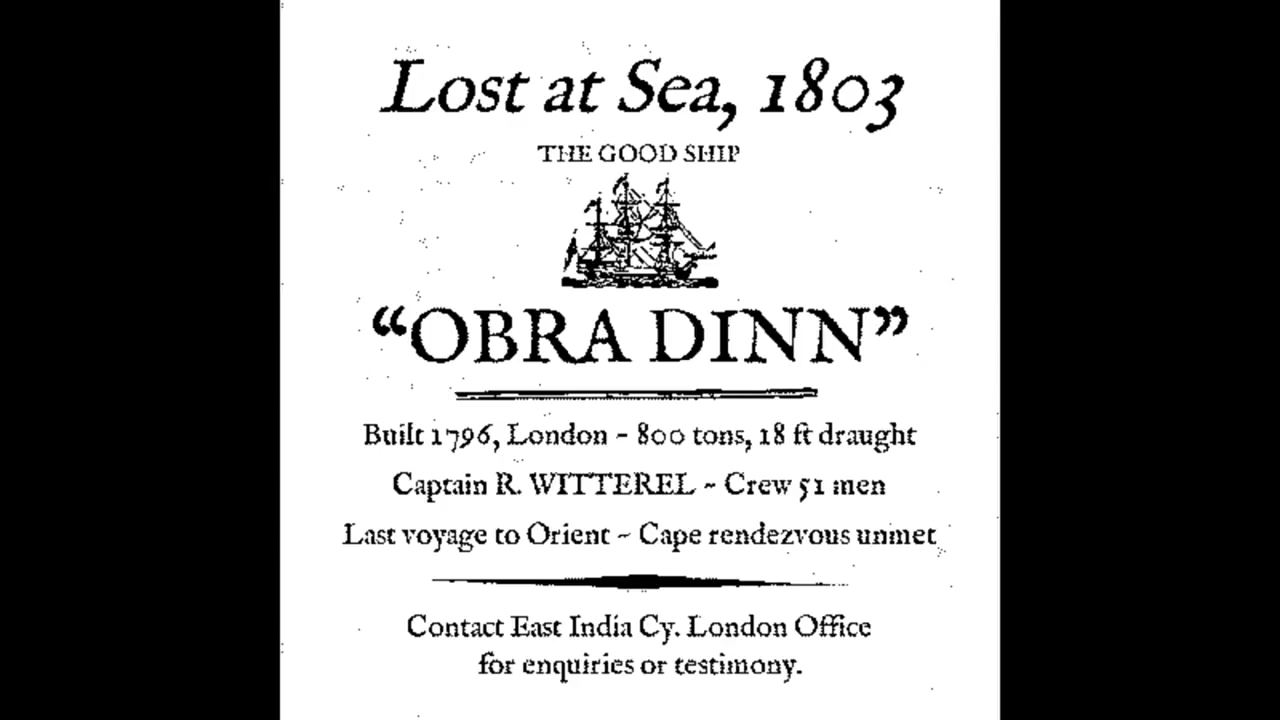 Lost at Sea, 1803
THE GOOD SHIP
“OBRA DINN”
Built 1796, London ~ 800 tons, 18 ft draught
Captain R. WITTEREL ~ Crew 51 men
Last voyage to Orient ~ Cape rendezvous unmet
Contact East India Cy. London Office
for enquiries or testimony.